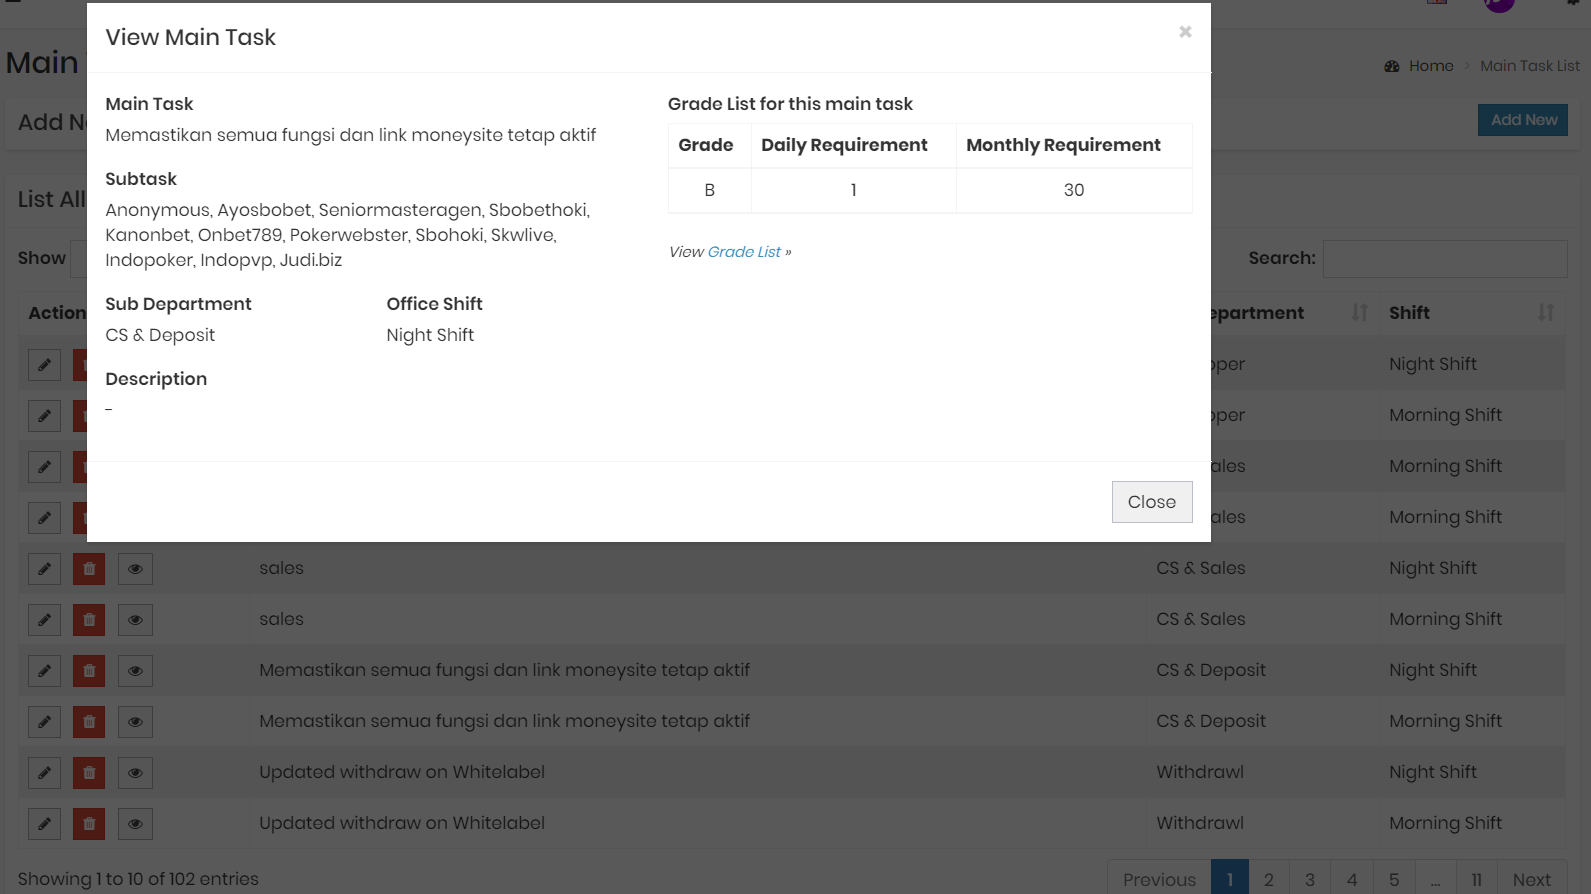 View Main Task
×
Main
Home > Main Task List
Add Ne
Add New
Main Task
Memastikan semua fungsi dan link moneysite tetap aktif
Subtask
Anonymous, Ayosbobet, Seniormasteragen, Sbobethoki,
Kanonbet, Onbet789, Pokerwebster, Sbohoki, Skwlive,
Indopoker, Indopvp, Judi.biz
Sub Department
CS & Deposit
Office Shift
Night Shift
Description
-
Grade List for this main task
Grade Daily Requirement Monthly Requirement
B 1 30
View Grade List »
Close
List All
Show
Search:
Action epartment Shift
oper Night Shift
oper Morning Shift
ales Morning Shift
ales Morning Shift
sales CS & Sales Night Shift
sales CS & Sales Morning Shift
Memastikan semua fungsi dan link moneysite tetap aktif CS & Deposit Night Shift
Memastikan semua fungsi dan link moneysite tetap aktif CS & Deposit Morning Shift
Updated withdraw on Whitelabel Withdrawl Night Shift
Updated withdraw on Whitelabel Withdrawl Morning Shift
Showing 1 to 10 of 102 entries
Previous 1 2 3 4 5 ... 11 Next